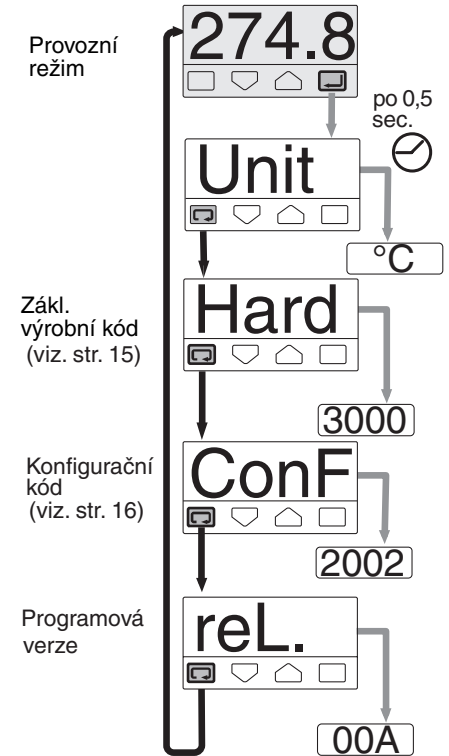 Provozní
režim
274.8
po 0,5
sec.
Unit
°C
Zákl.
výrobní kód
(viz. str. 15)
Hard
3000
Konfigurační
kód
(viz. str. 16)
ConF
2002
Programová
verze
reL.
00A